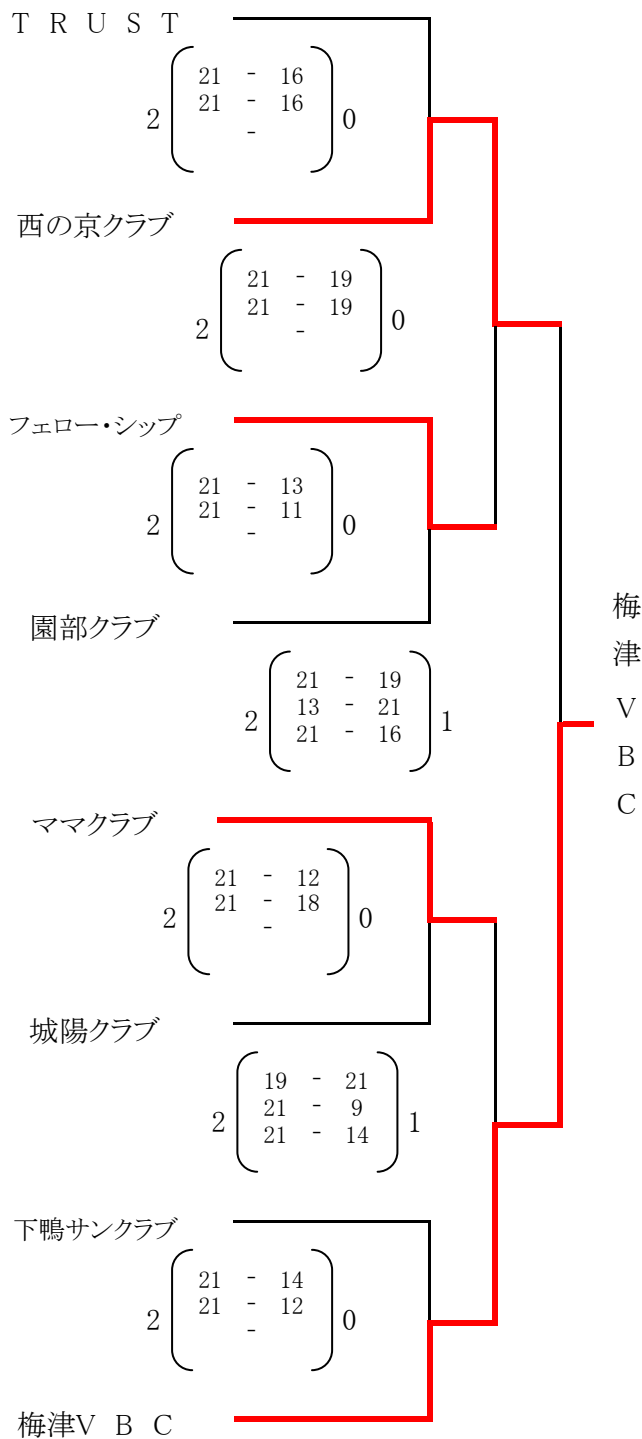 T R U S T
21 - 16
21 - 16
2 - 0
西の京クラブ
21 - 19
21 - 19
2 - 0
フェロー・シップ
21 - 13
21 - 11
2 - 0
園部クラブ
21 - 19
13 - 21
2 21 - 16 1
ママクラブ
21 - 12
21 - 18
2 - 0
城陽クラブ
19 - 21
2 21 - 9 1
21 - 14
下鴨サンクラブ
21 - 14
21 - 12
2 - 0
梅津V B C
梅津VBC